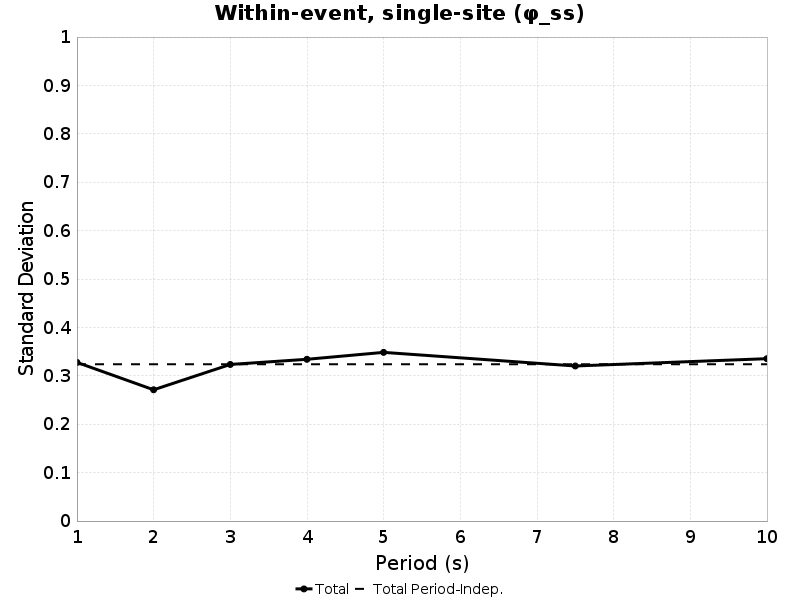 Within-event, single-site (φ_ss)
1
0.9
0.8
0.7
0.6
0.5
0.4
0.3
0.2
0.1
0
Standard Deviation
1 2 3 4 5 6 7 8 9 10
Period (s)
Total Total Period-Indep.